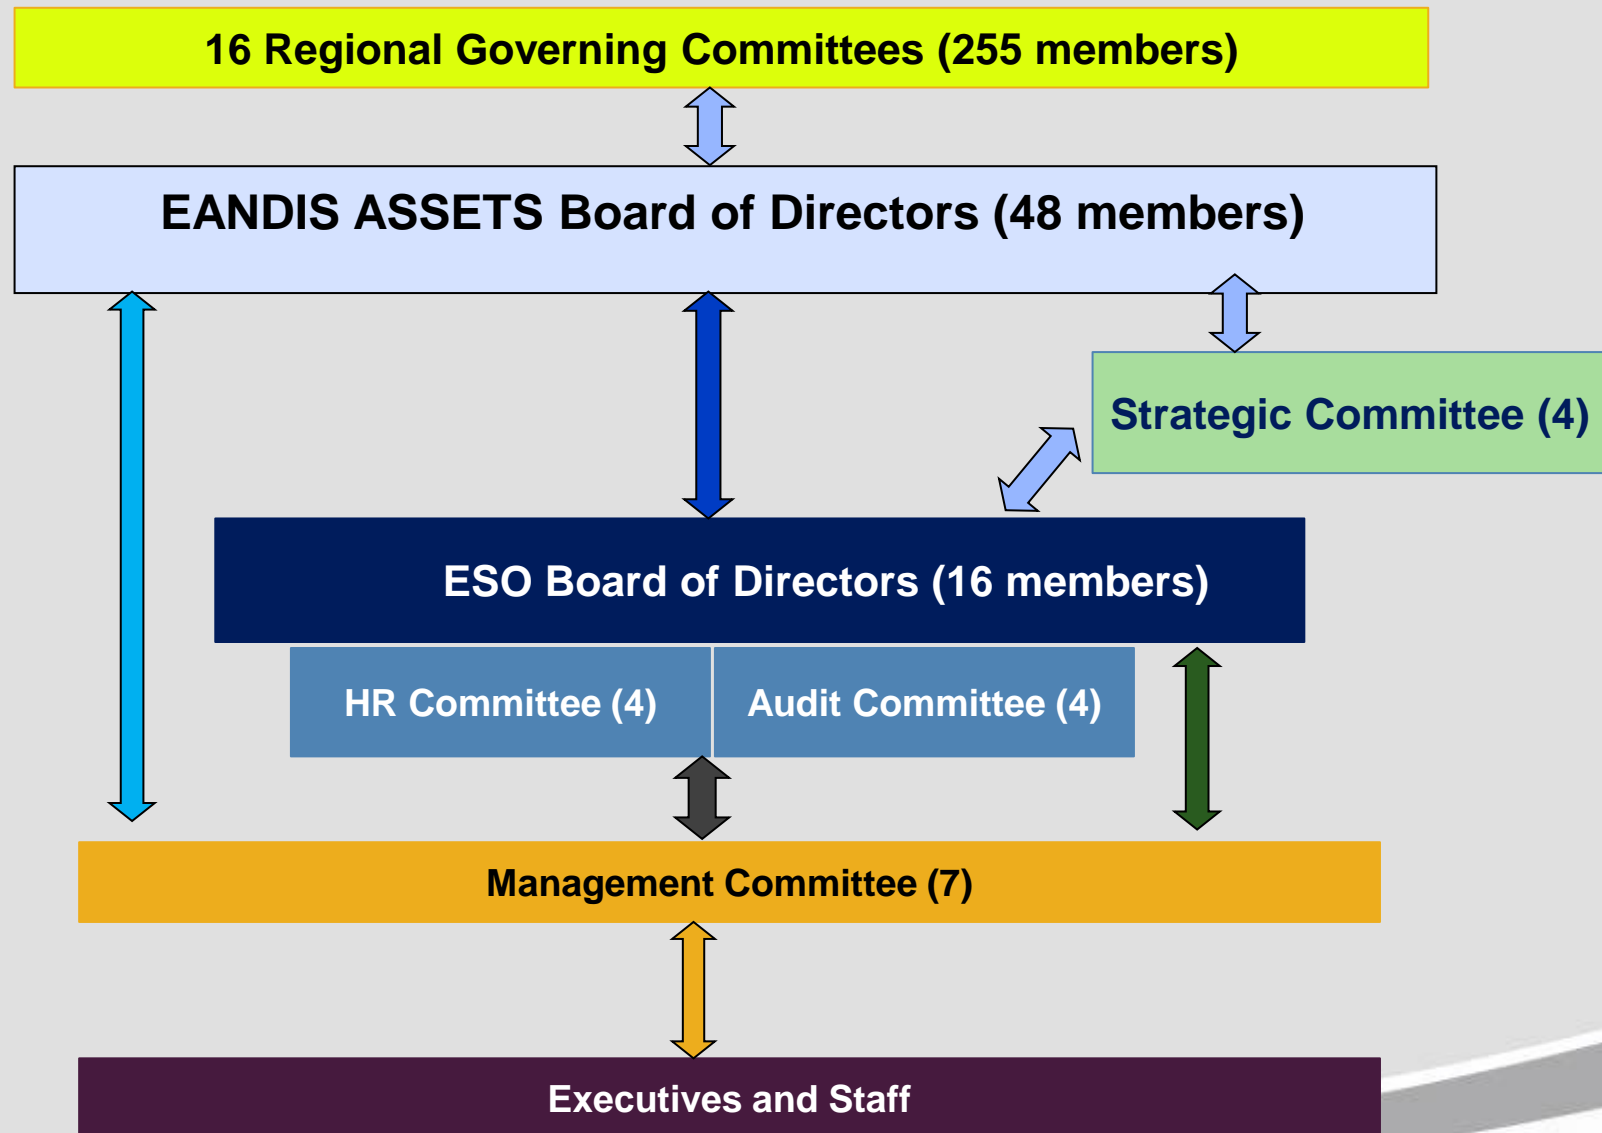 16 Regional Governing Committees (255 members)
EANDIS ASSETS Board of Directors (48 members)
Strategic Committee (4)
ESO Board of Directors (16 members)
HR Committee (4)
Audit Committee (4)
Management Committee (7)
Executives and Staff